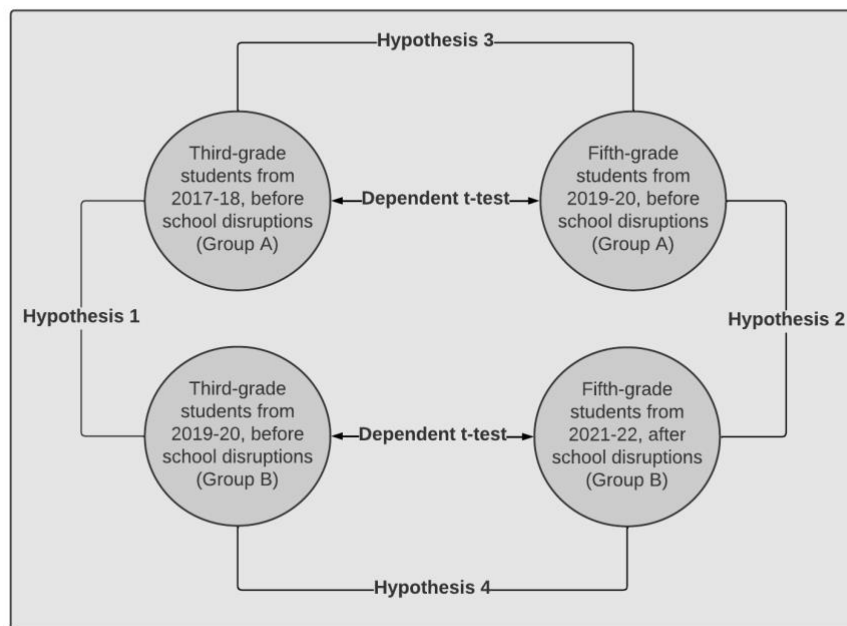 Hypothesis 3
Third-grade
students from
2017-18, before
school disruptions
(Group A)
Dependent t-test
Fifth-grade
students from
2019-20, before
school disruptions
(Group A)
Hypothesis 1
Hypothesis 2
Third-grade
students from
2019-20, before
school disruptions
(Group B)
Dependent t-test
Fifth-grade
students from
2021-22, after
school disruptions
(Group B)
Hypothesis 4